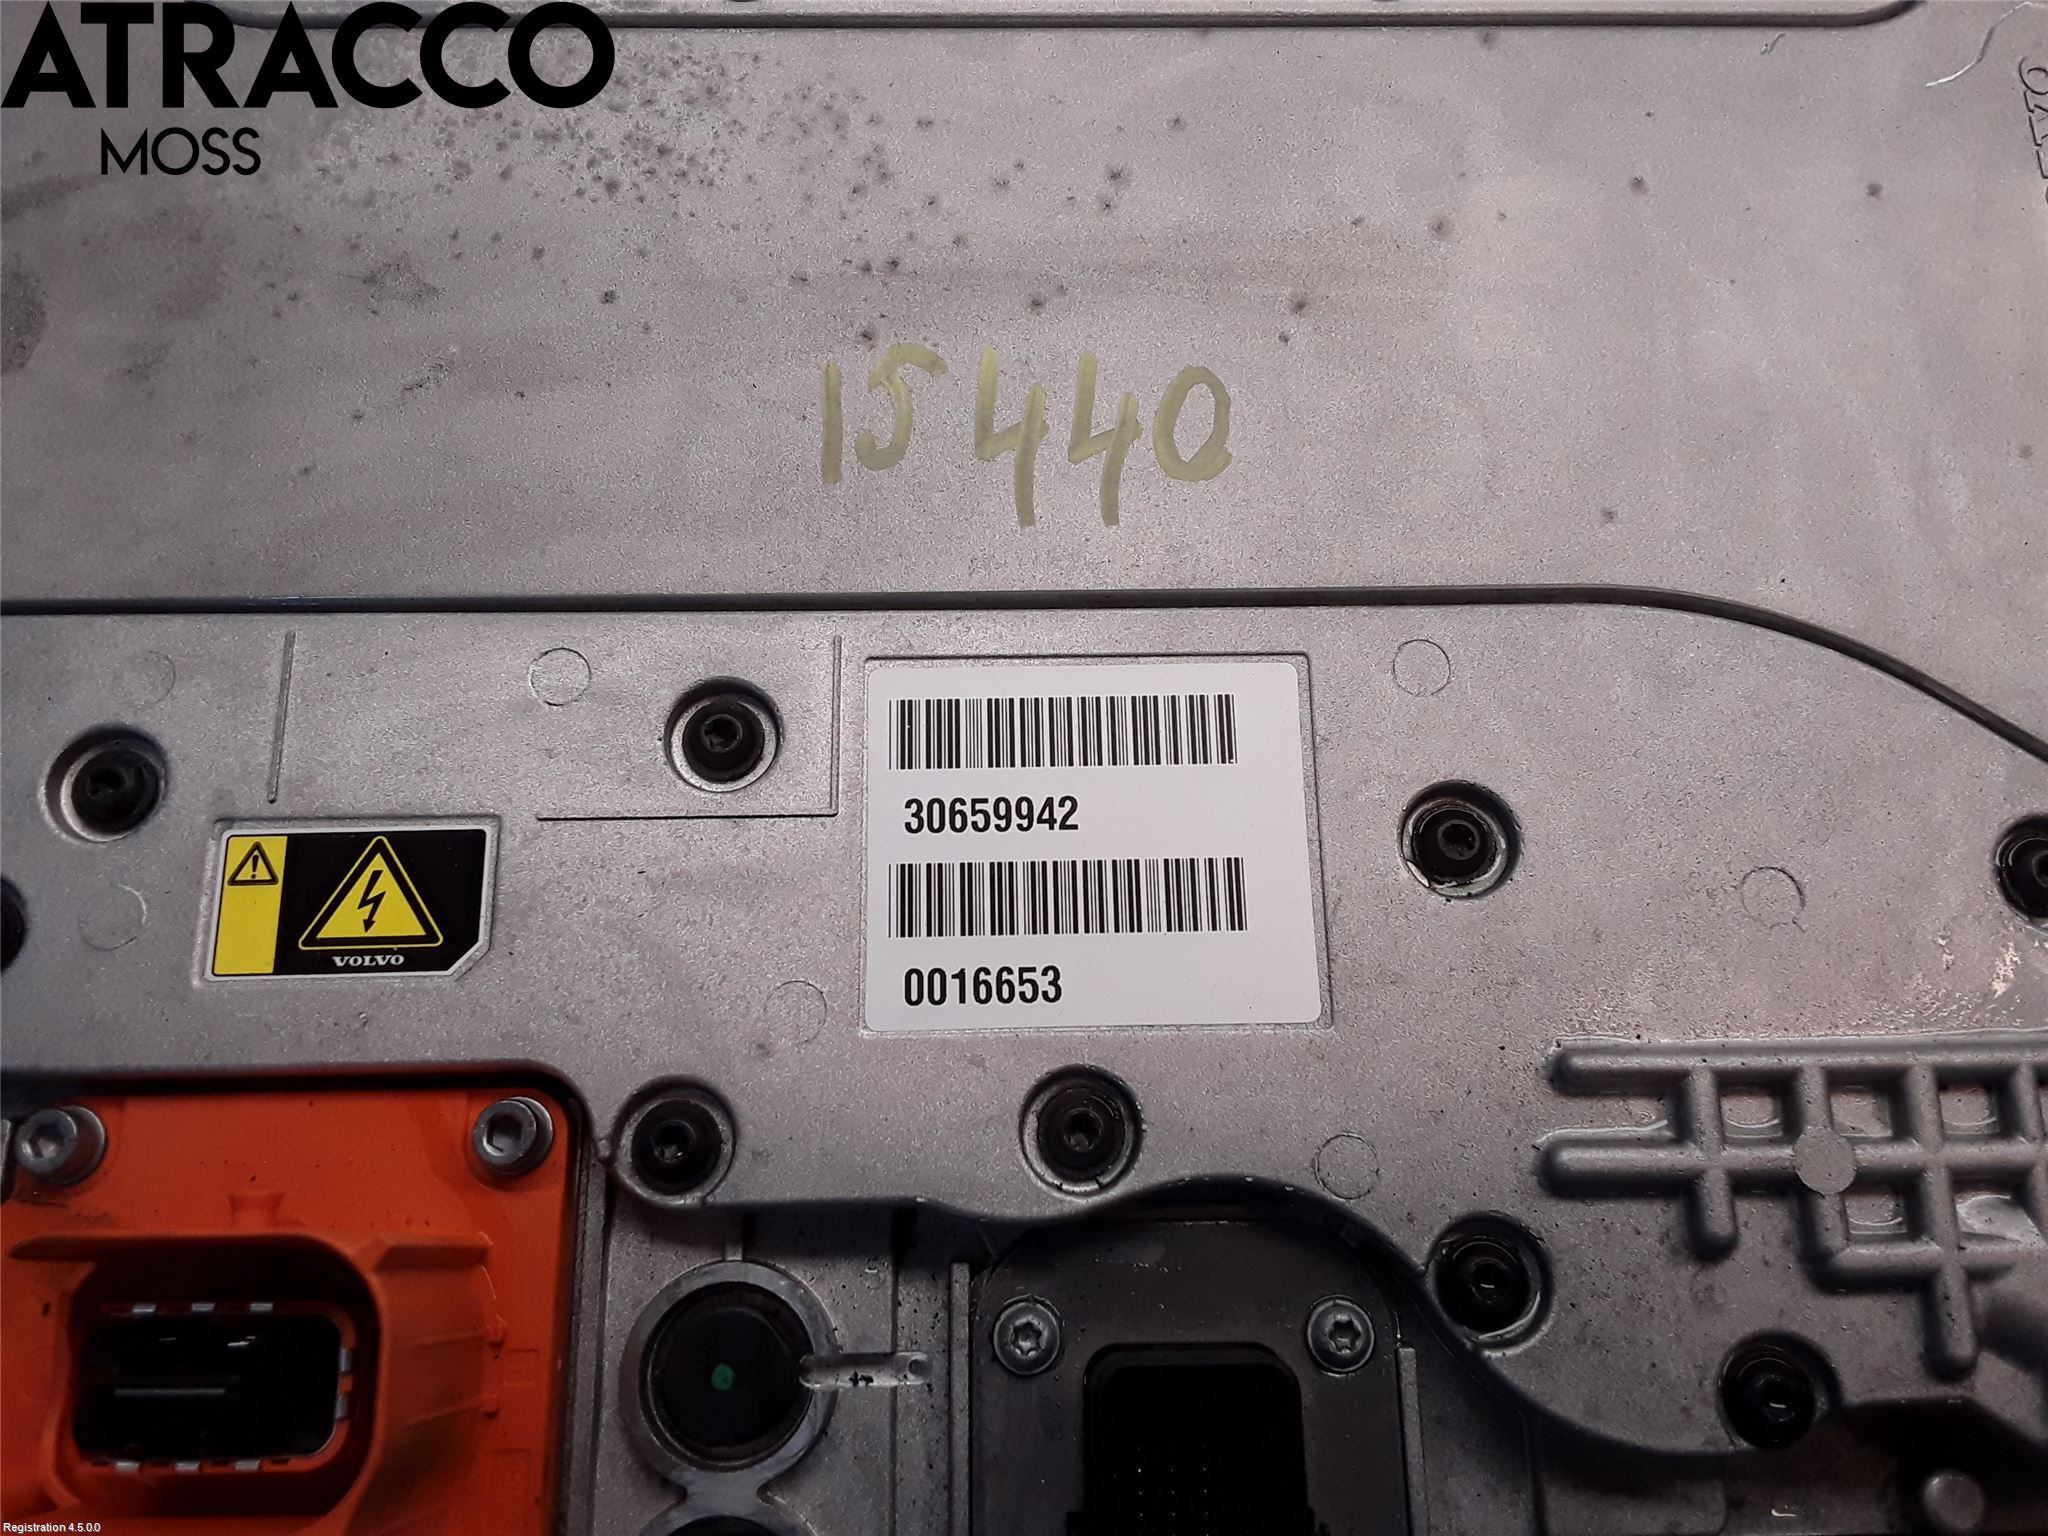 ATRACCO
MOSS
15440
30659942
0016653
VOLVO
Registration 4.5.0.0